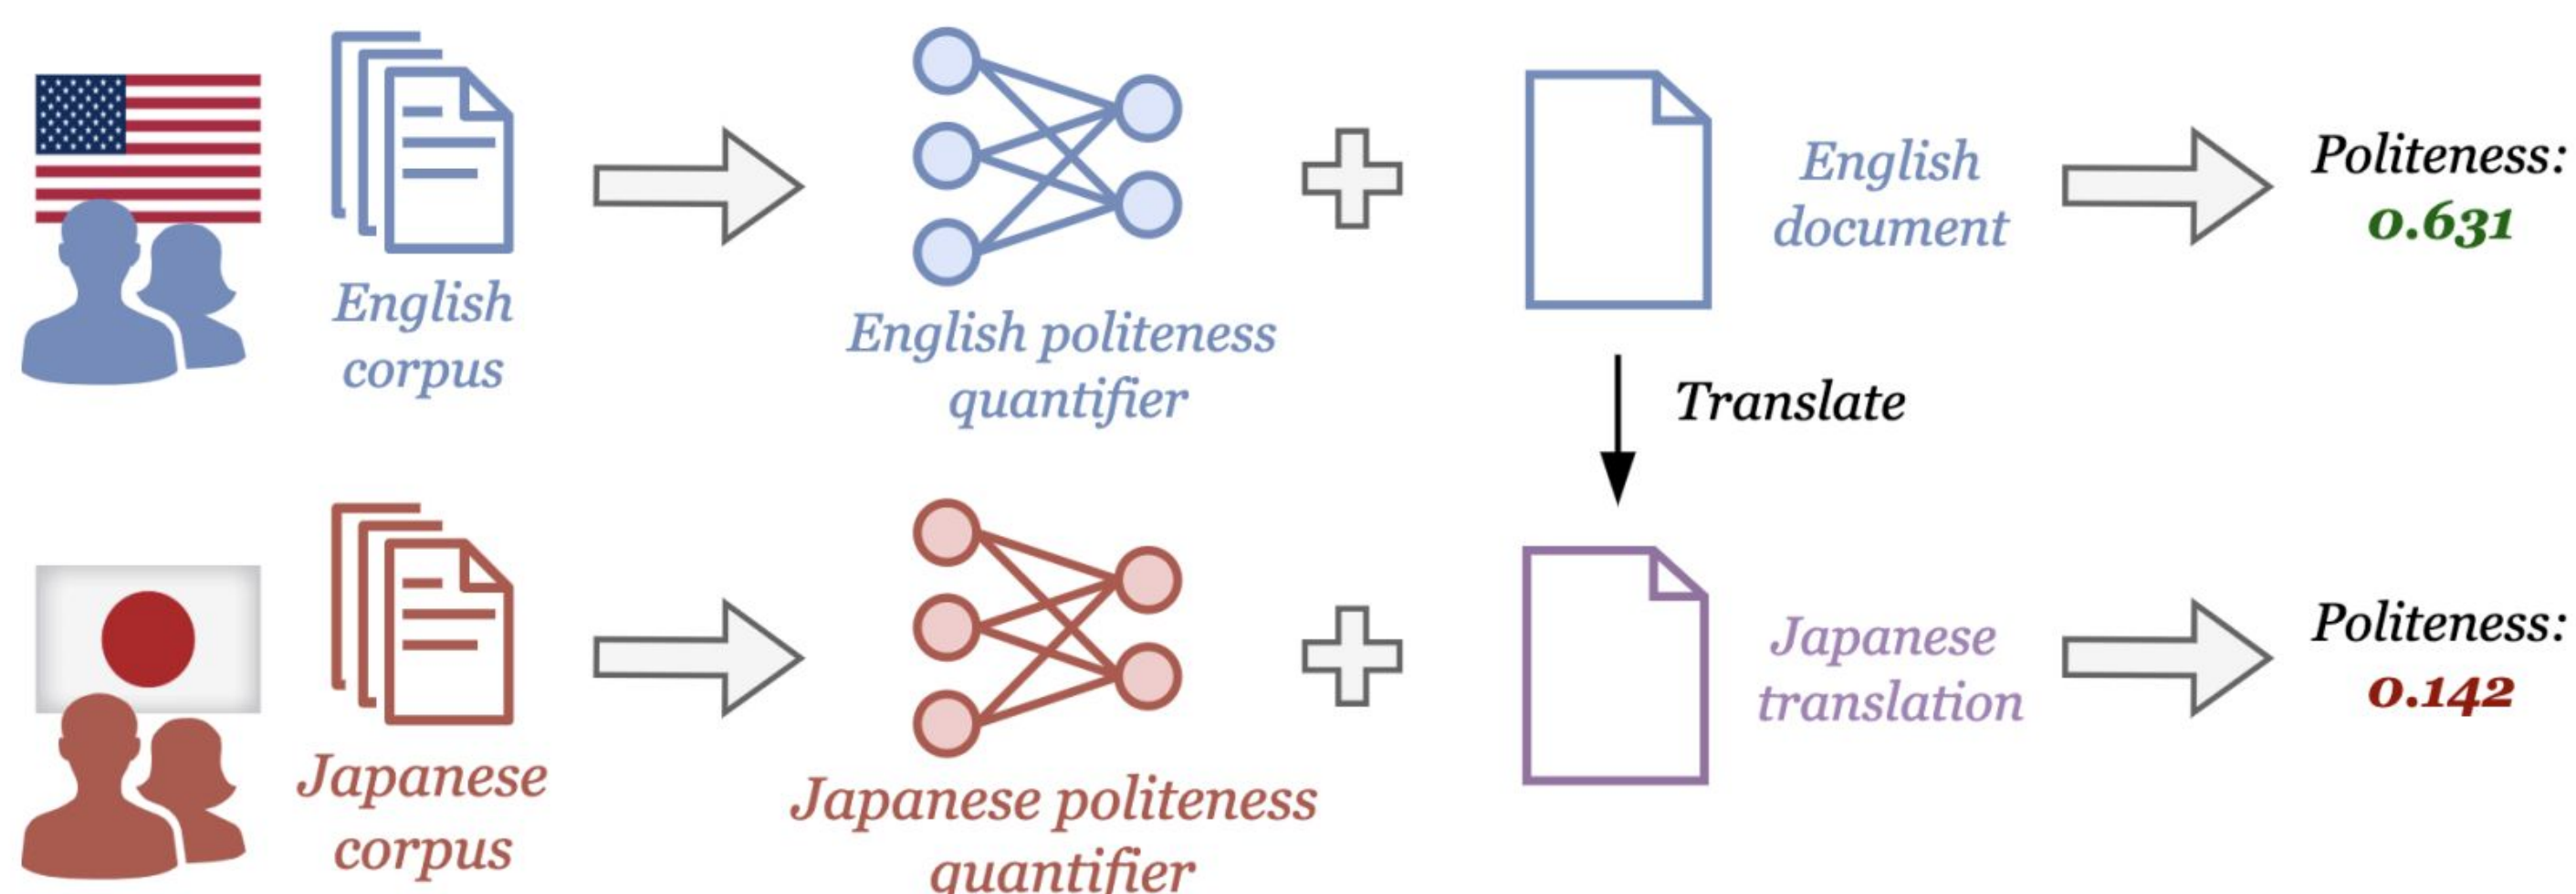 English
corpus
English politeness
quantifier
English
document
Politeness:
0.631
Translate
Japanese
corpus
Japanese politeness
quantifier
Japanese
translation
Politeness:
0.142